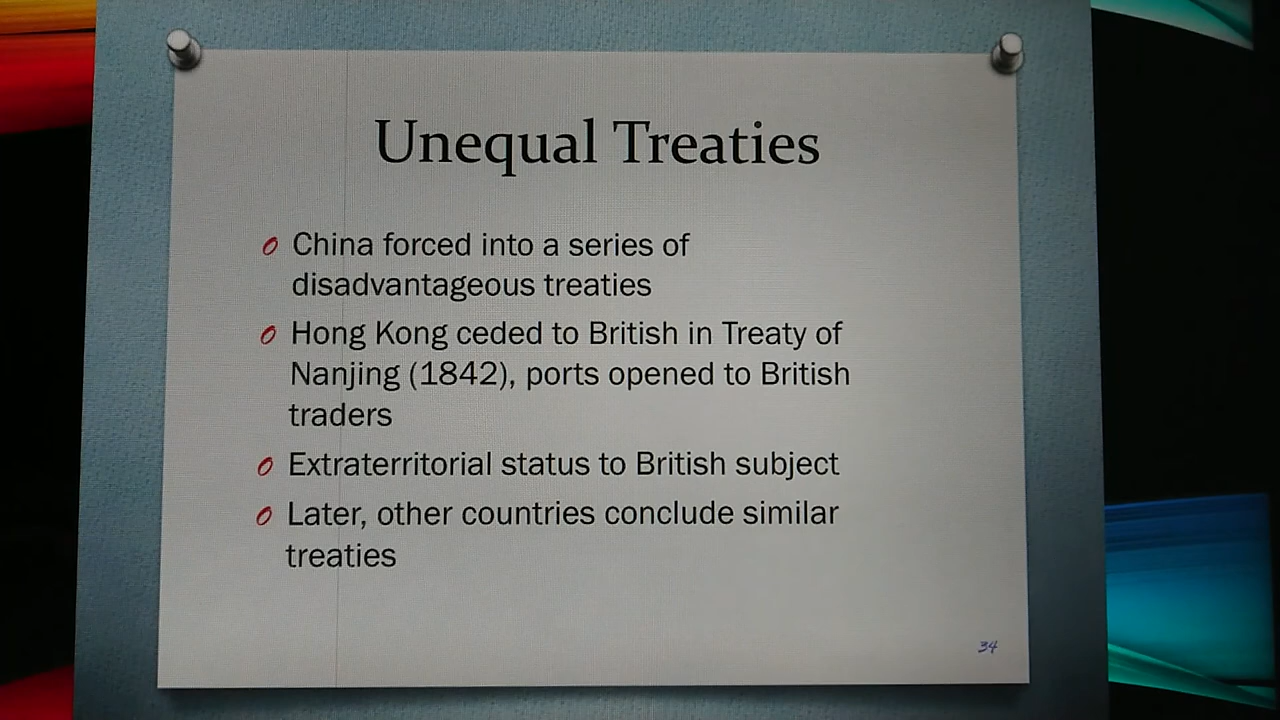 Unequal Treaties
China forced into a series of
disadvantageous treaties
Hong Kong ceded to British in Treaty of
Nanjing (1842), ports opened to British
traders
Extraterritorial status to British subject
Later, other countries conclude similar
treaties
34